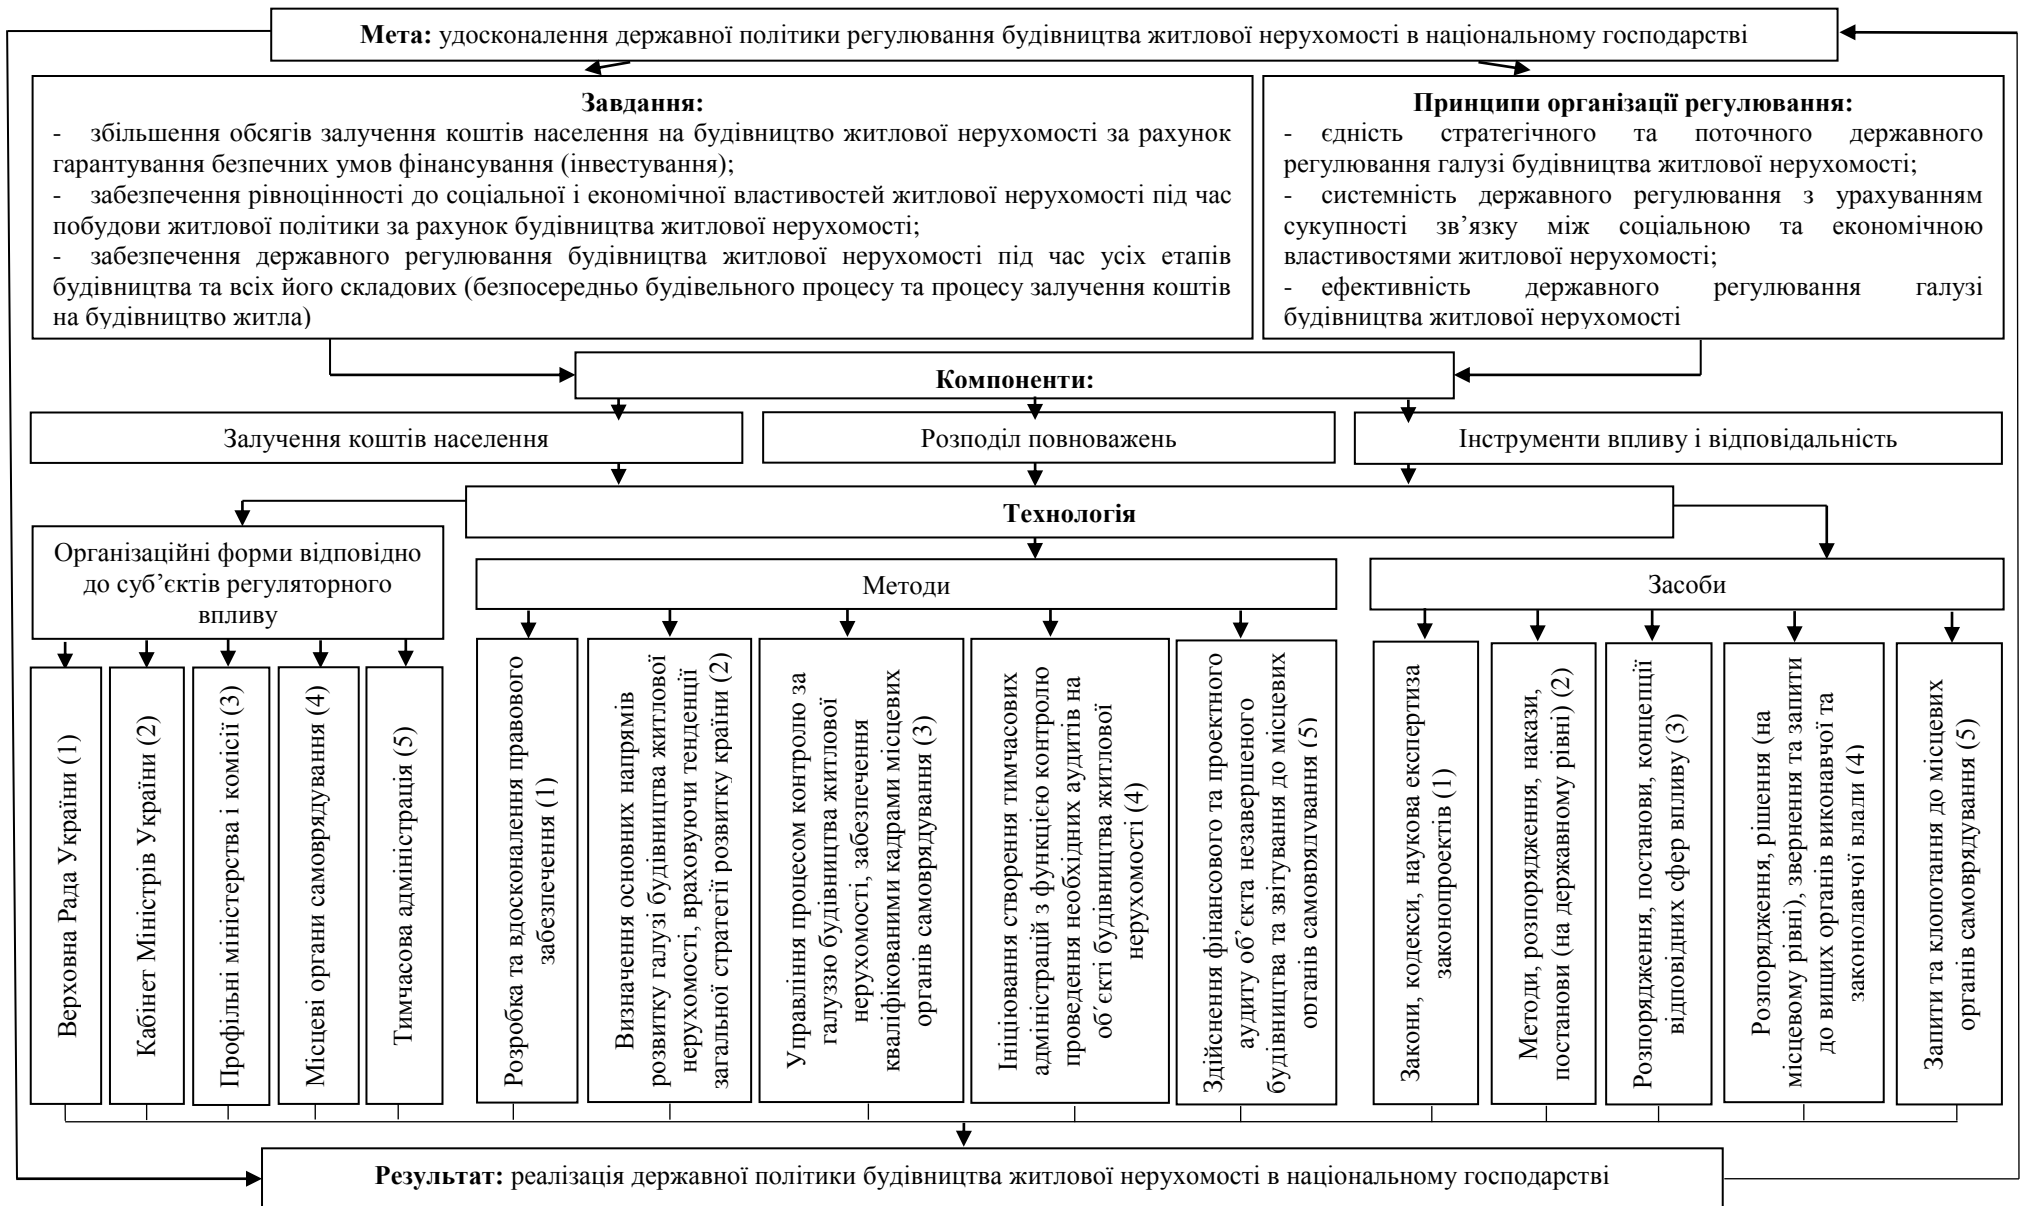 Мета: удосконалення державної політики регулювання будівництва житлової нерухомості в національному господарстві
Завдання:
- збільшення обсягів залучення коштів населення на будівництво житлової нерухомості за рахунок
гарантування безпечних умов фінансування (інвестування);
- забезпечення рівноцінності до соціальної і економічної властивостей житлової нерухомості під час
побудови житлової політики за рахунок будівництва житлової нерухомості;
- забезпечення державного регулювання будівництва житлової нерухомості під час усіх етапів
будівництва та всіх його складових (безпосередньо будівельного процесу та процесу залучення коштів
на будівництво житла)
Принципи організації регулювання:
- єдність стратегічного та поточного державного
регулювання галузі будівництва житлової нерухомості;
- системність державного регулювання з урахуванням
сукупності зв’язку між соціальною та економічною
властивостями житлової нерухомості;
- ефективність державного регулювання галузі
будівництва житлової нерухомості
Компоненти:
Залучення коштів населення
Розподіл повноважень
Інструменти впливу і відповідальність
Технологія
Організаційні форми відповідно
до суб’єктів регуляторного
впливу
Методи
Засоби
Верховна Рада України (1)
Кабінет Міністрів України (2)
Профільні міністерства і комісії (3)
Місцеві органи самоврядування (4)
Тимчасова адміністрація (5)
Розробка та вдосконалення правового
забезпечення (1)
Визначення основних напрямів
розвитку галузі будівництва житлової
нерухомості, враховуючи тенденції
загальної стратегії розвитку країни (2)
Управління процесом контролю за
галуззю будівництва житлової
нерухомості, забезпечення
кваліфікованими кадрами місцевих
органів самоврядування (3)
Ініціювання створення тимчасових
адміністрацій з функцією контролю
проведення необхідних аудитів на
об’єкті будівництва житлової
нерухомості (4)
Здійснення фінансового та проектного
аудиту об’єкта незавершеного
будівництва та звітування до місцевих
органів самоврядування (5)
Закони, кодекси, наукова експертиза
законопроектів (1)
Методи, розпорядження, накази,
постанови (на державному рівні) (2)
Розпорядження, постанови, концепції
відповідних сфер впливу (3)
Розпорядження, рішення (на
місцевому рівні), звернення та запити
до вищих органів виконавчої та
законодавчої влади (4)
Запити та клопотання до місцевих
органів самоврядування (5)
Результат: реалізація державної політики будівництва житлової нерухомості в національному господарстві